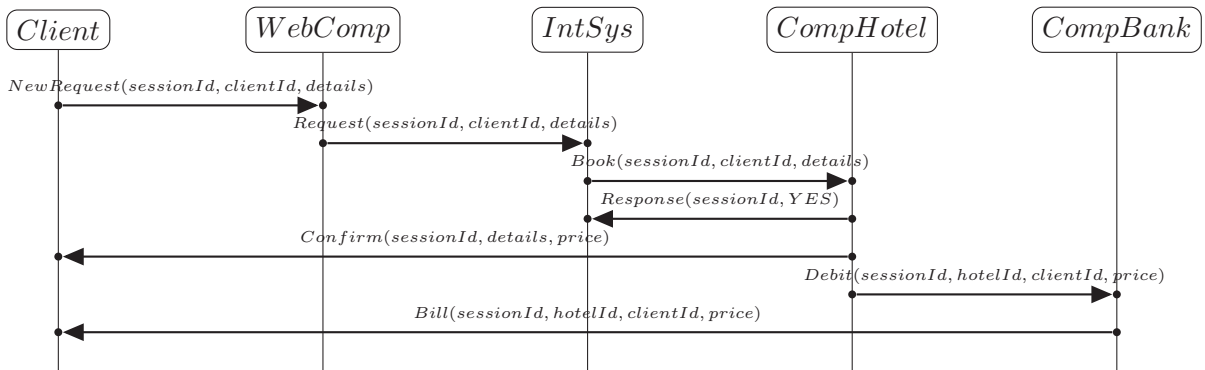 Client WebComp IntSys CompHotel CompBank
NewRequest(sessionId, clientId, details)
Request(sessionId, clientId, details)
Book(sessionId, clientId, details)
Response(sessionId, YES)
Confirm(sessionId, details, price)
Debit(sessionId, hotelId, clientId, price)
Bill(sessionId, hotelId, clientId, price)